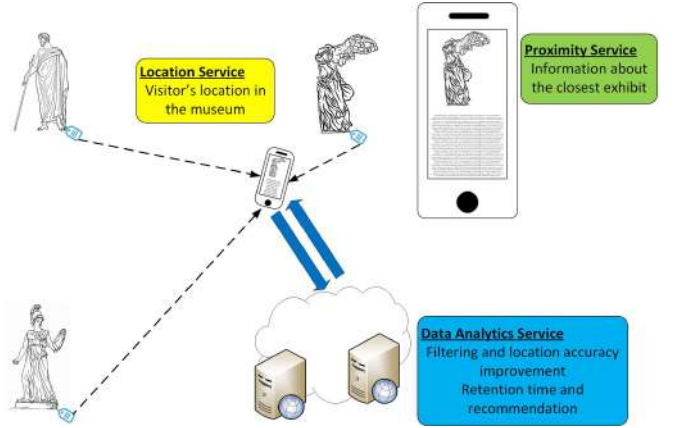 Location Service
Visitor's location in
the museum
Proximity Service
Information about
the closest exhibit
Data Analytics Service
Filtering and location accuracy
improvement
Retention time and
recommendation